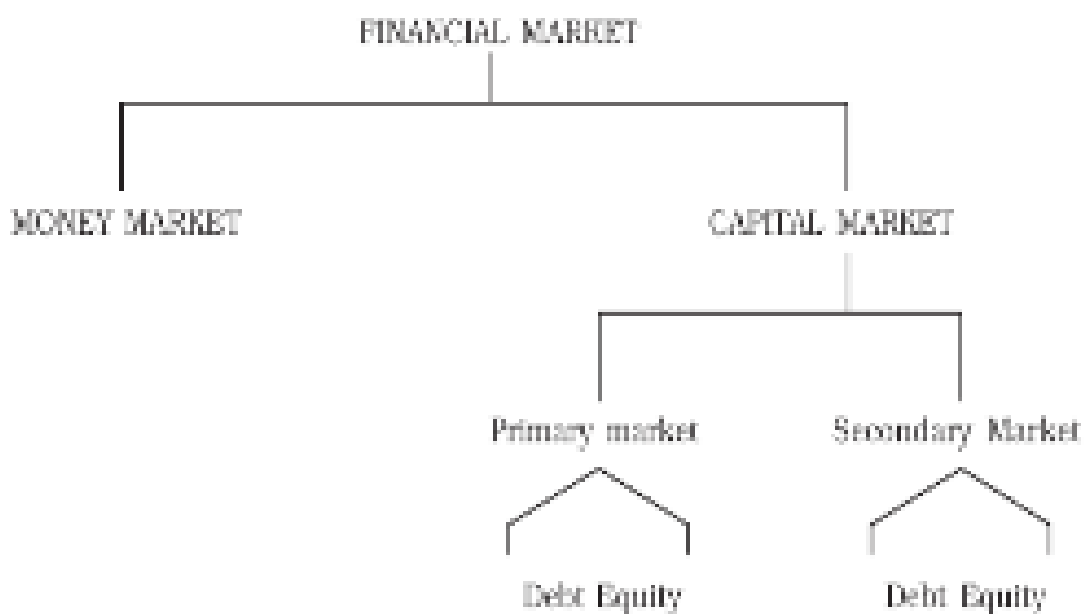 FINANCIAL MARKET
MONEY MARKET CAPITAL MARKET
Primary market Secondary Market
Debt Equity Debt Equity